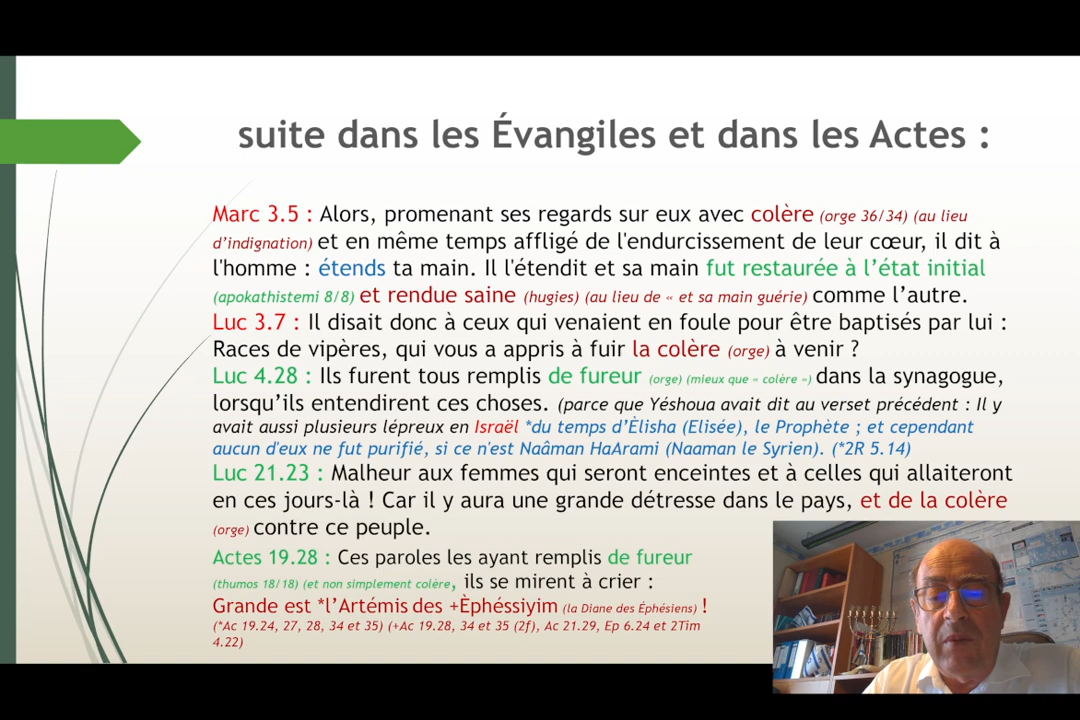 suite dans les Évangiles et dans les Actes :
Marc 3.5 : Alors, promenant ses regards sur eux avec colère (orge 36/34) (au lieu
d'indignation) et en même temps affligé de l'endurcissement de leur cœur, il dit à
l'homme : étends ta main. Il l'étendit et sa main fut restaurée à l'état initial
(apokathistemi 8/8) et rendue saine (hugies) (au lieu de « et sa main guérie) comme l'autre.
Luc 3.7 : Il disait donc à ceux qui venaient en foule pour être baptisés par lui :
Races de vipères, qui vous a appris à fuir la colère (orge) à venir ?
Luc 4.28 : Ils furent tous remplis de fureur (orge) (mieux que « colère ») dans la synagogue,
lorsqu'ils entendirent ces choses. (parce que Yéshoua avait dit au verset précédent : Il y
avait aussi plusieurs lépreux en Israël *du temps d'Èlisha (Elisée), le Prophète ; et cependant
aucun d'eux ne fut purifié, si ce n'est Naâman HaArami (Naaman le Syrien). (*2R 5.14)
Luc 21.23 : Malheur aux femmes qui seront enceintes et à celles qui allaiteront
en ces jours-là ! Car il y aura une grande détresse dans le pays, et de la colère
(orge) contre ce peuple.
Actes 19.28 : Ces paroles les ayant remplis de fureur
(thumos 18/18) (et non simplement colère, ils se mirent à crier :
Grande est *l'Artémis des +Èphéssiyim (la Diane des Éphésiens) !
(*Ac 19.24, 27, 28, 34 et 35) (+Ac 19.28, 34 et 35 (2f), Ac 21.29, Ep 6.24 et 2Tim
4.22)